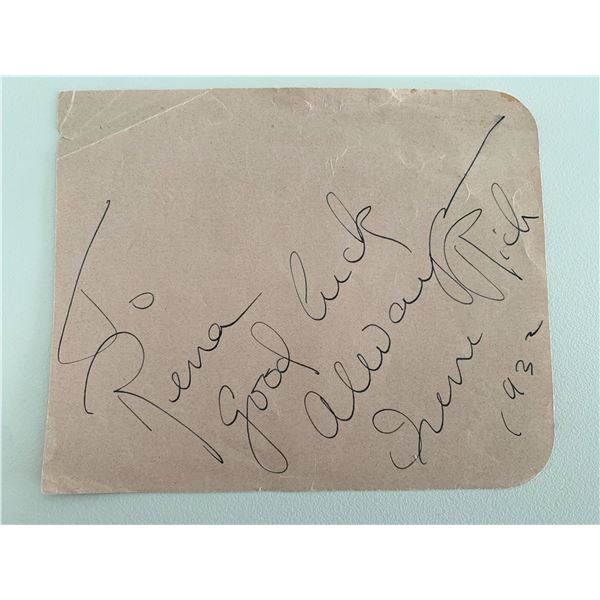 To
Rena
Good luck
Always
Irene Rich
1932